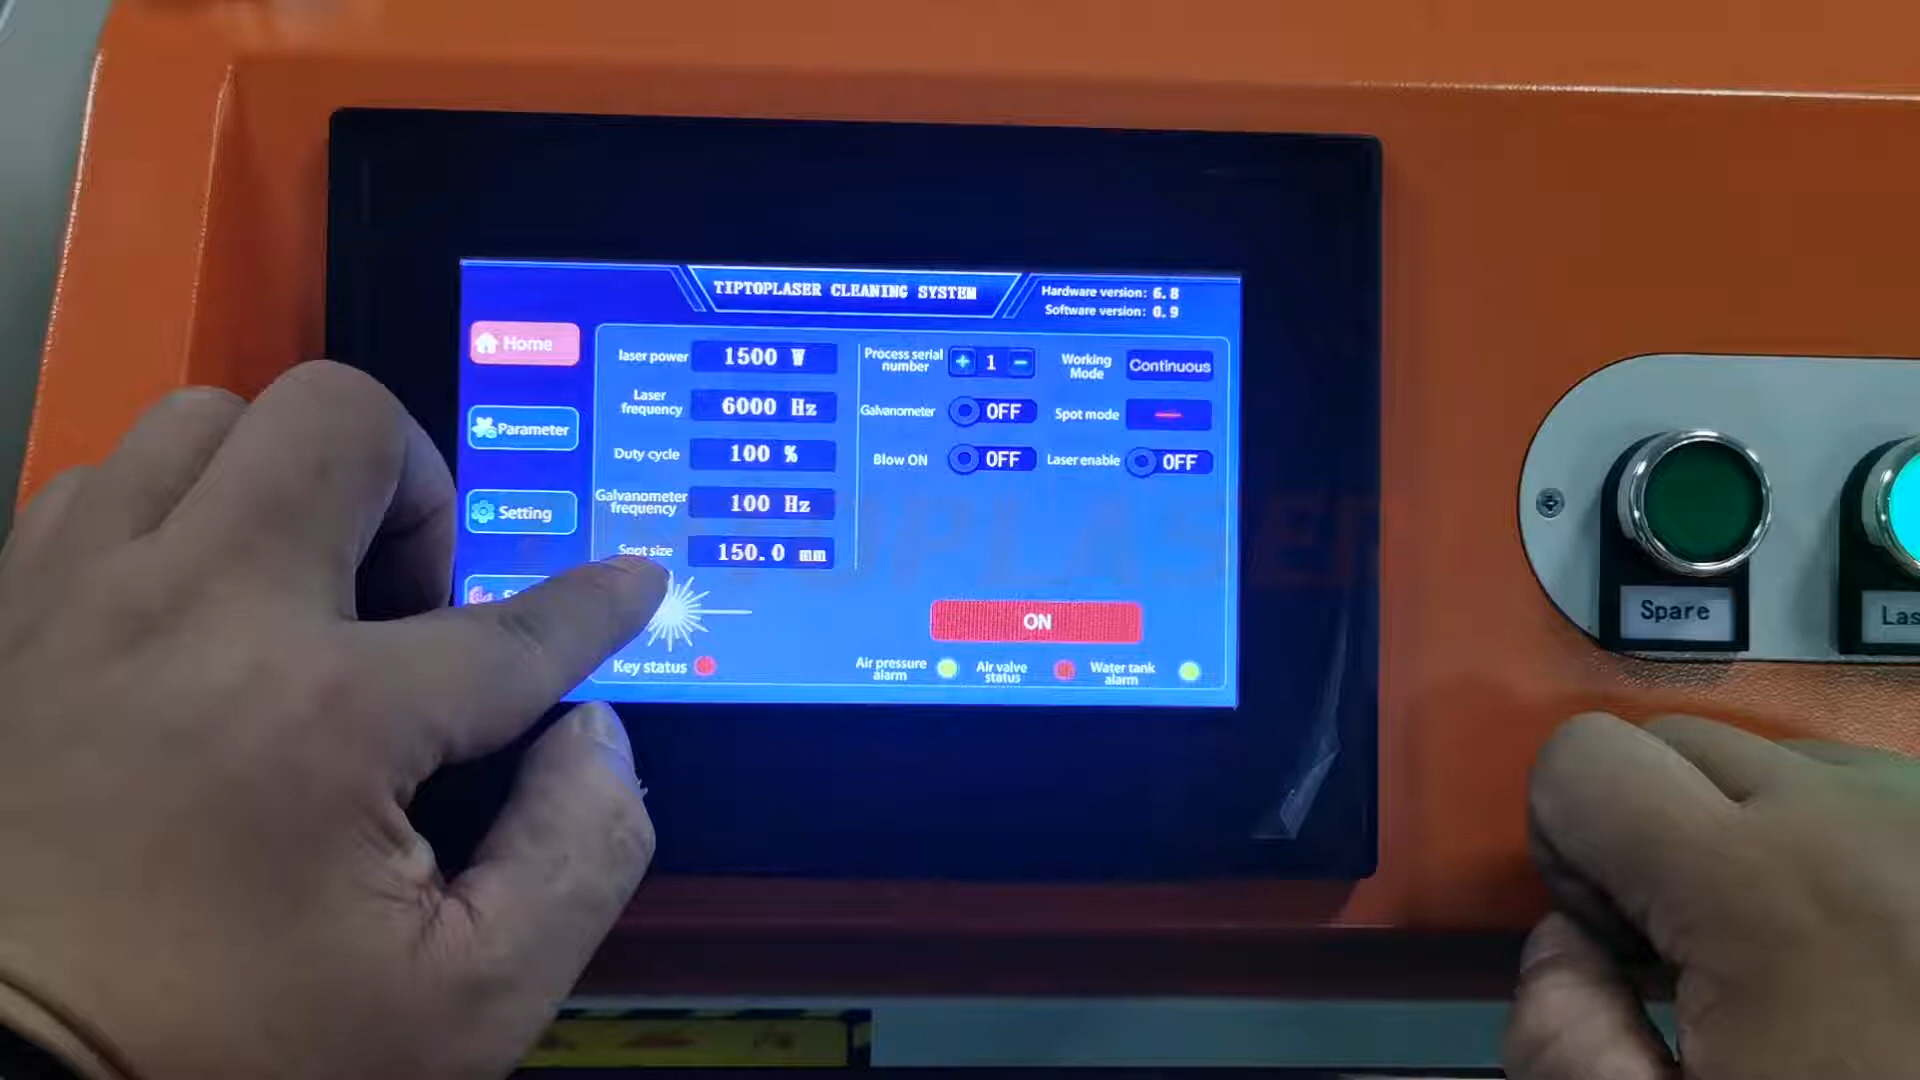 TIPTOPLASER CLEANING SYSTEM
Hardware version: 6.8
Software version: 0.9
Home
Parameter
Setting
laser power 1500 W
Laser frequency 6000 Hz
Duty cycle 100 %
Galvanometer frequency 100 Hz
Spot size 150.0 mm
Process serial number + 1 -
Working Mode Continuous
Galvanometer OFF
Spot mode
Blow ON OFF
Laser enable OFF
ON
Key status
Air pressure alarm
Air valve status
Water tank alarm
Spare
Las